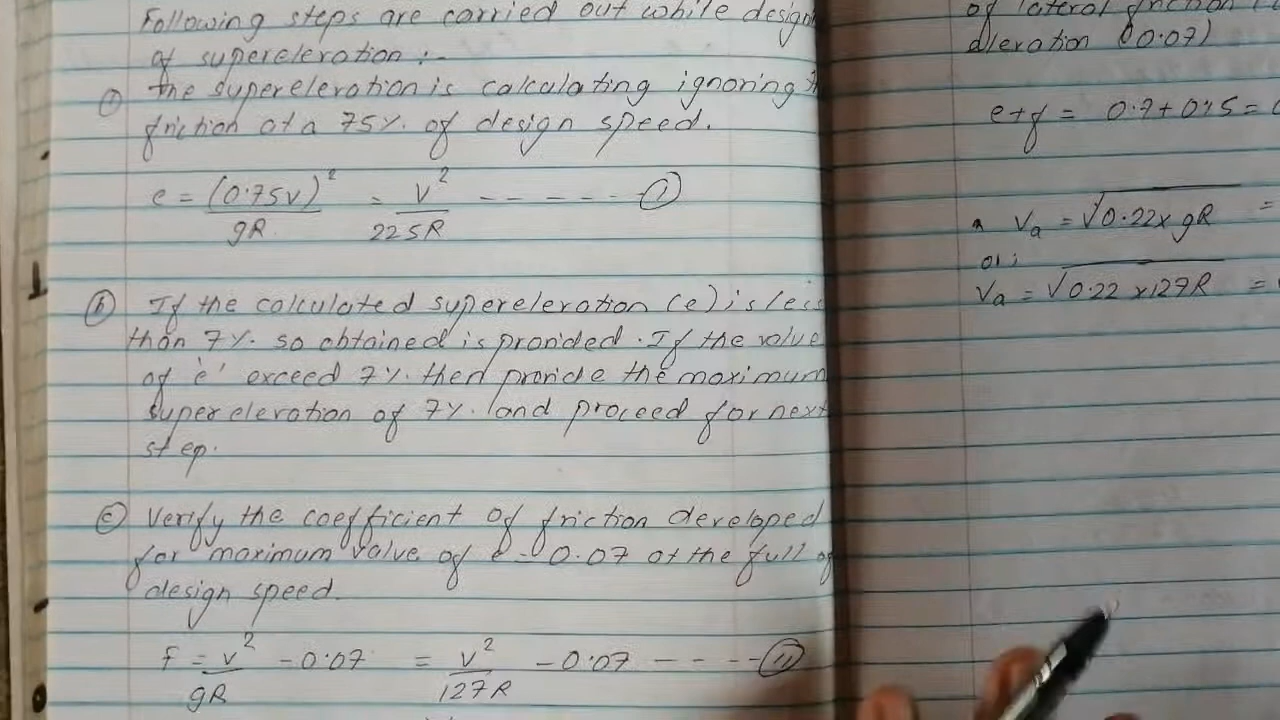 Following steps are carried out while design
of superelevation :-
① the superelevation is calculating ignoring
friction at a 75% of design speed.
e = (0.75v)² / gR = v² / 225R ------ ①
ⓑ If the calculated superelevation (e) is less
than 7% so obtained is provided. If the value
of 'e' exceed 7% then provide the maximum
super elevation of 7% and proceed for next
step.
ⓒ Verify the coefficient of friction developed
for maximum value of e = 0.07 at the full of
design speed.
f = v² / gR - 0.07 = v² / 127R - 0.07 ---- ⑪
of lateral friction
elevation (0.07)
e+f = 0.7 + 0.15 =
Va = √0.22 x gR =
or;
Va = √0.22 x 127R =